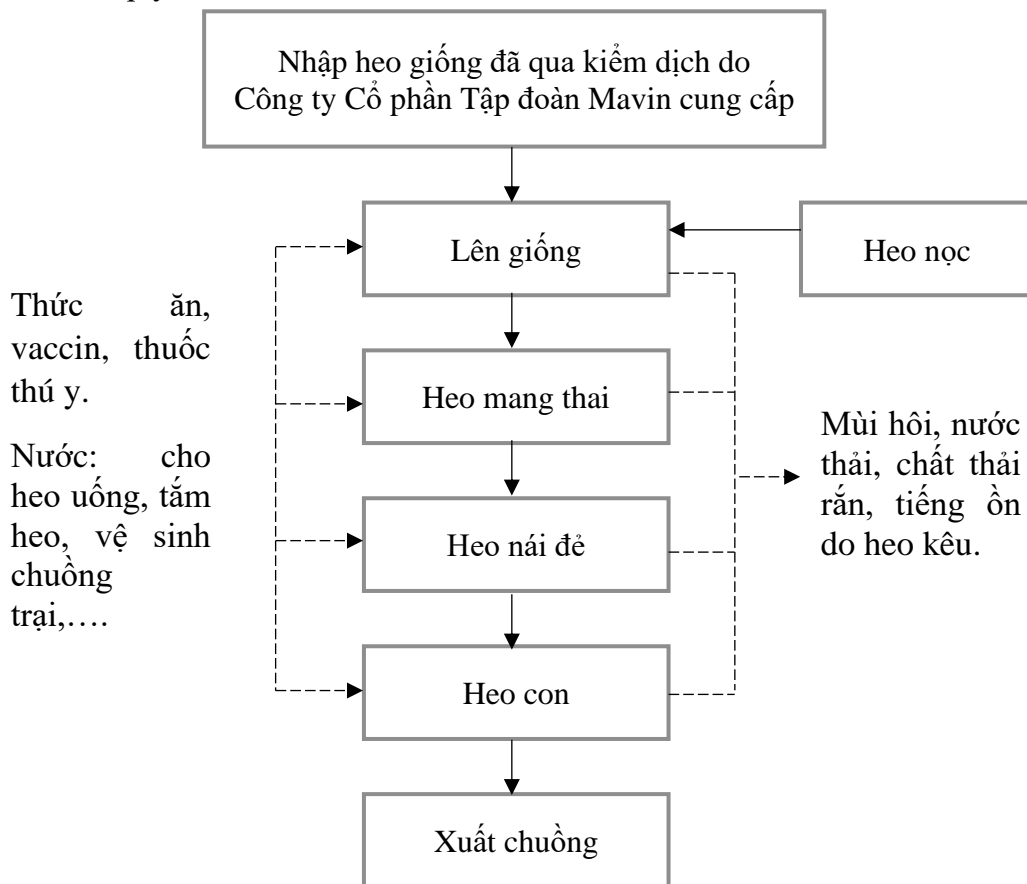 Nhập heo giống đã qua kiểm dịch do
Công ty Cổ phần Tập đoàn Mavin cung cấp
Lên giống
Heo nọc
Thức ăn,
vaccin, thuốc
thú y.
Nước: cho
heo uống, tắm
heo, vệ sinh
chuồng
trại,….
Heo mang thai
Heo nái đẻ
Heo con
Xuất chuồng
Mùi hôi, nước
thải, chất thải
rắn, tiếng ồn
do heo kêu.